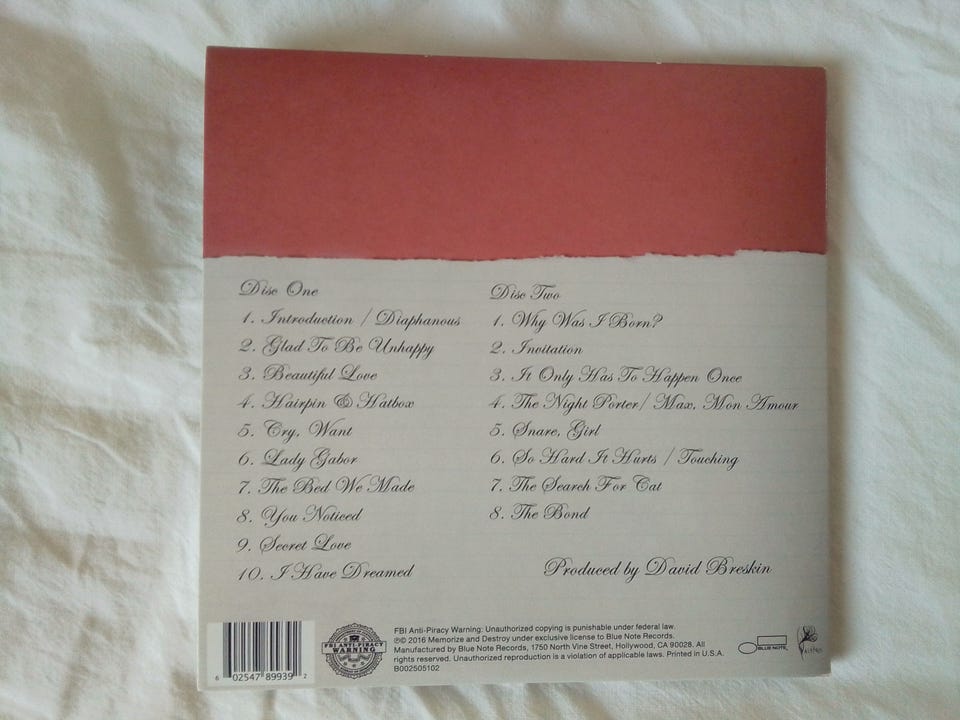 Disc One
1. Introduction / Diaphanous
2. Glad To Be Unhappy
3. Beautiful Love
4. Hairpin & Hatbox
5. Cry, Want
6. Lady Gabor
7. The Bed We Made
8. You Noticed
9. Secret Love
10. I Have Dreamed
Disc Two
1. Why Was I Born?
2. Invitation
3. It Only Has To Happen Once
4. The Night Porter/ Max, Mon Amour
5. Snare, Girl
6. So Hard It Hurts / Touching
7. The Search For Cat
8. The Bond
Produced by David Breskin
6 02547 89939 2
FBI ANTI-PIRACY
WARNING
FBI Anti-Piracy Warning: Unauthorized copying is punishable under federal law.
℗© 2016 Memorize and Destroy under exclusive license to Blue Note Records.
Manufactured by Blue Note Records, 1750 North Vine Street, Hollywood, CA 90028. All
rights reserved. Unauthorized reproduction is a violation of applicable laws. Printed in U.S.A.
B002505102
BLUE NOTE